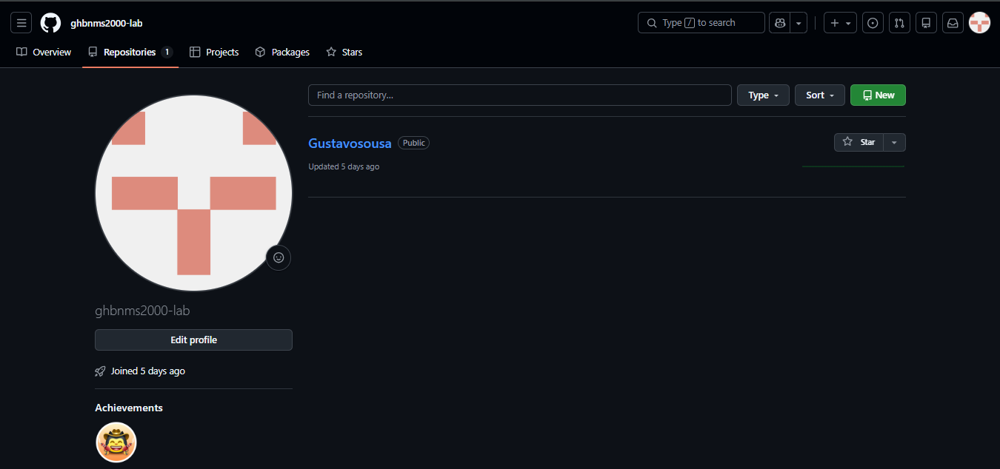 ghbnms2000-lab Type / to search
Overview Repositories 1 Projects Packages Stars
Find a repository... Type Sort New
Gustavosousa Public Star
Updated 5 days ago
ghbnms2000-lab
Edit profile
Joined 5 days ago
Achievements